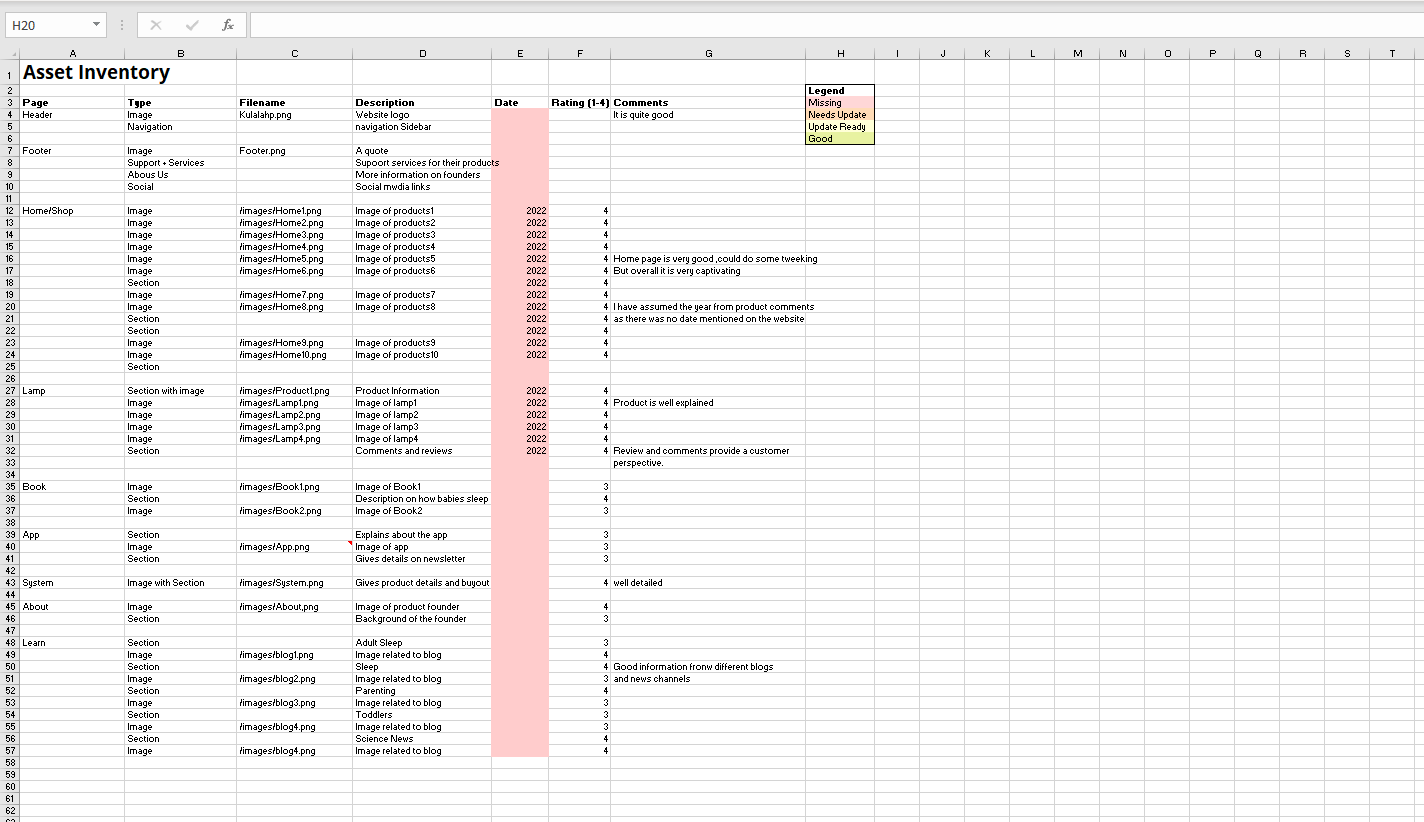 H20
fx
A B C D E F G H I J K L M N O P Q R S T
1 Asset Inventory
2 Legend
3 Page Type Filename Description Date Rating (1-4) Comments Missing
4 Header Image Kulalahp.png Website logo It is quite good Needs Update
5 Navigation navigation Sidebar Update Ready
6 Good
7 Footer Image Footer.png A quote
8 Support + Services Supoort services for their products
9 Abous Us More information on founders
10 Social Social mwdia links
11
12 Home/Shop Image /images/Home1.png Image of products1 2022 4
13 Image /images/Home2.png Image of products2 2022 4
14 Image /images/Home3.png Image of products3 2022 4
15 Image /images/Home4.png Image of products4 2022 4
16 Image /images/Home5.png Image of products5 2022 4 Home page is very good ,could do some tweeking
17 Image /images/Home6.png Image of products6 2022 4 But overall it is very captivating
18 Section 2022 4
19 Image /images/Home7.png Image of products7 2022 4
20 Image /images/Home8.png Image of products8 2022 4 I have assumed the year from product comments
21 Section 2022 4 as there was no date mentioned on the website
22 Section 2022 4
23 Image /images/Home9.png Image of products9 2022 4
24 Image /images/Home10.png Image of products10 2022 4
25 Section
26
27 Lamp Section with image /images/Product1.png Product Information 2022 4
28 Image /images/Lamp1.png Image of lamp1 2022 4 Product is well explained
29 Image /images/Lamp2.png Image of lamp2 2022 4
30 Image /images/Lamp3.png Image of lamp3 2022 4
31 Image /images/Lamp4.png Image of lamp4 2022 4
32 Section Comments and reviews 2022 4 Review and comments provide a customer
33 perspective.
34
35 Book Image /images/Book1.png Image of Book1 3
36 Section Description on how babies sleep 4
37 Image /images/Book2.png Image of Book2 3
38
39 App Section Explains about the app 3
40 Image /images/App.png Image of app 3
41 Section Gives details on newsletter 3
42
43 System Image with Section /images/System.png Gives product details and buyout 4 well detailed
44
45 About Image /images/About,png Image of product founder 4
46 Section Background of the founder 3
47
48 Learn Section Adult Sleep 3
49 Image /images/blog1.png Image related to blog 4
50 Section Sleep 4 Good information fronw different blogs
51 Image /images/blog2.png Image related to blog 3 and news channels
52 Section Parenting 4
53 Image /images/blog3.png Image related to blog 3
54 Section Toddlers 3
55 Image /images/blog4.png Image related to blog 3
56 Section Science News 4
57 Image /images/blog4.png Image related to blog 4
58
59
60
61
62